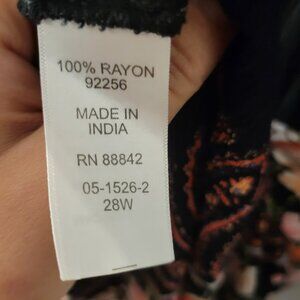 100% RAYON
92256
MADE IN
INDIA
RN 88842
05-1526-2
28W